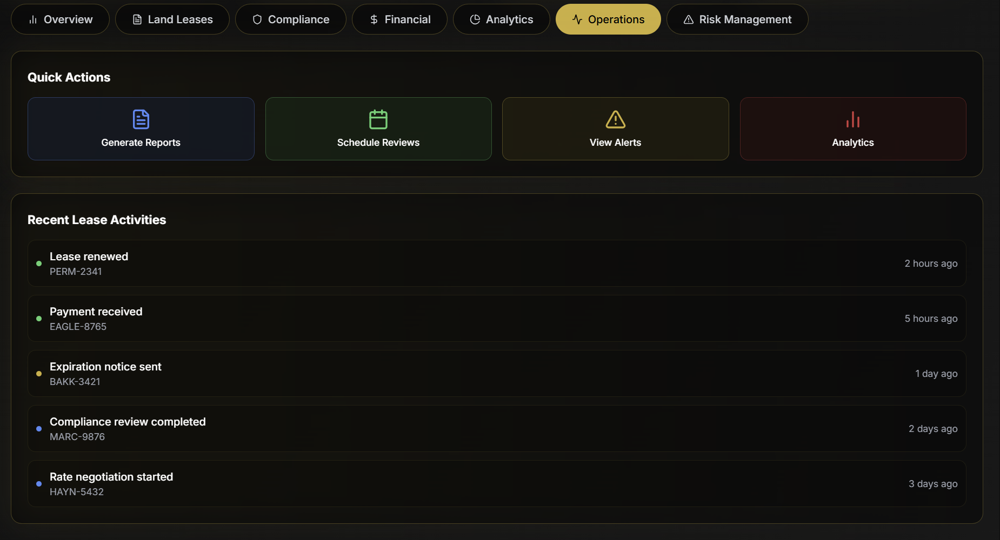 Overview
Land Leases
Compliance
Financial
Analytics
Operations
Risk Management
Quick Actions
Generate Reports
Schedule Reviews
View Alerts
Analytics
Recent Lease Activities
Lease renewed
PERM-2341
2 hours ago
Payment received
EAGLE-8765
5 hours ago
Expiration notice sent
BAKK-3421
1 day ago
Compliance review completed
MARC-9876
2 days ago
Rate negotiation started
HAYN-5432
3 days ago